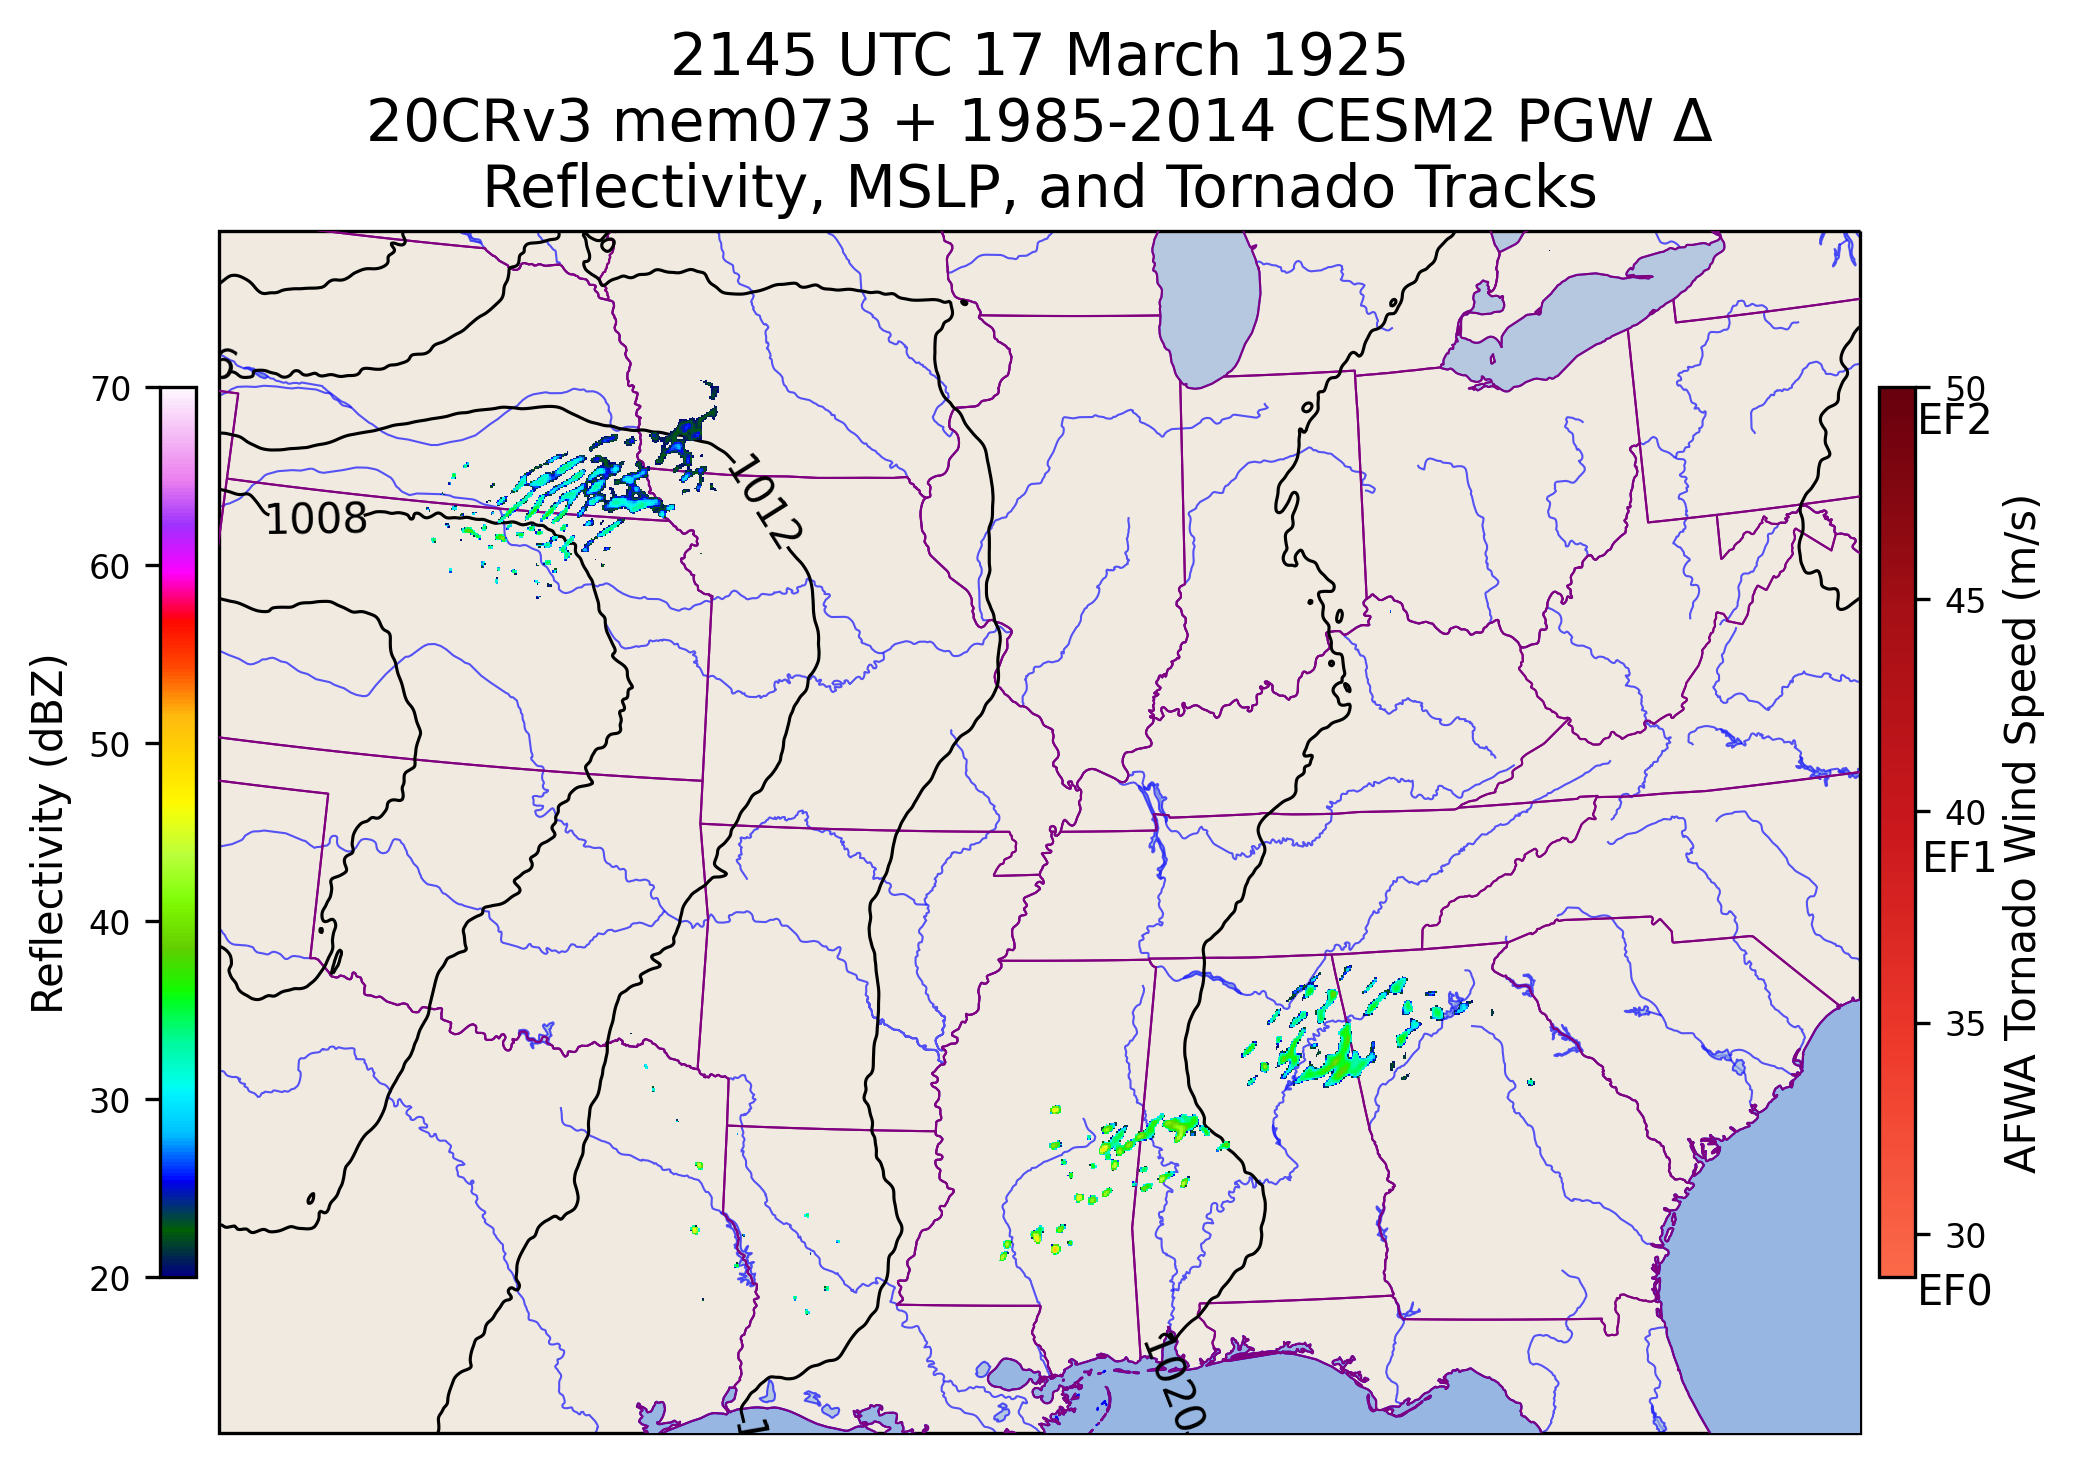 2145 UTC 17 March 1925
20CRv3 mem073 + 1985-2014 CESM2 PGW Δ
Reflectivity, MSLP, and Tornado Tracks
Reflectivity (dBZ)
70
60
50
40
30
20
1008
1012
1020
50
EF2
45
40
EF1
35
30
EF0
AFWA Tornado Wind Speed (m/s)